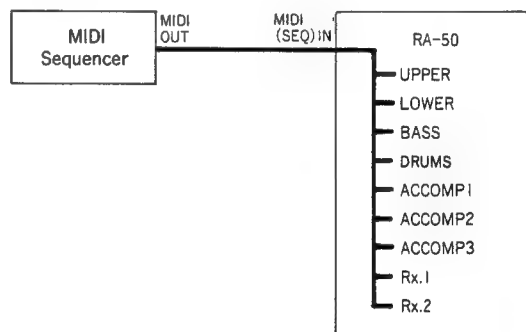 MIDI
Sequencer
MIDI
OUT
MIDI
(SEQ) IN
RA-50
UPPER
LOWER
BASS
DRUMS
ACCOMP1
ACCOMP2
ACCOMP3
Rx.1
Rx.2